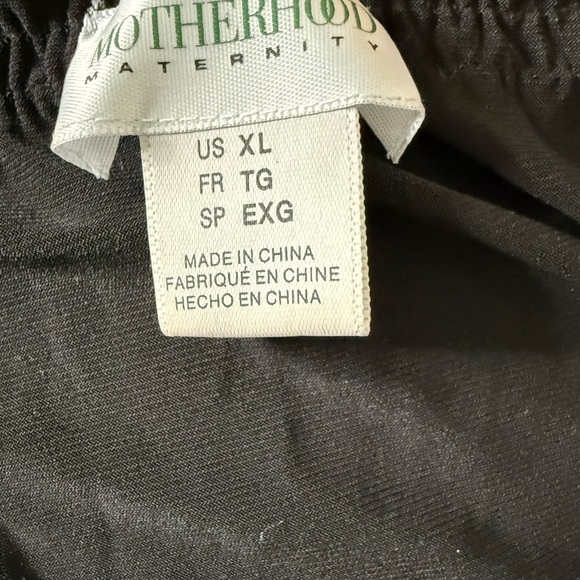 MOTHERHOOD
MATERNITY
US XL
FR TG
SP EXG
MADE IN CHINA
FABRIQUÉ EN CHINE
HECHO EN CHINA